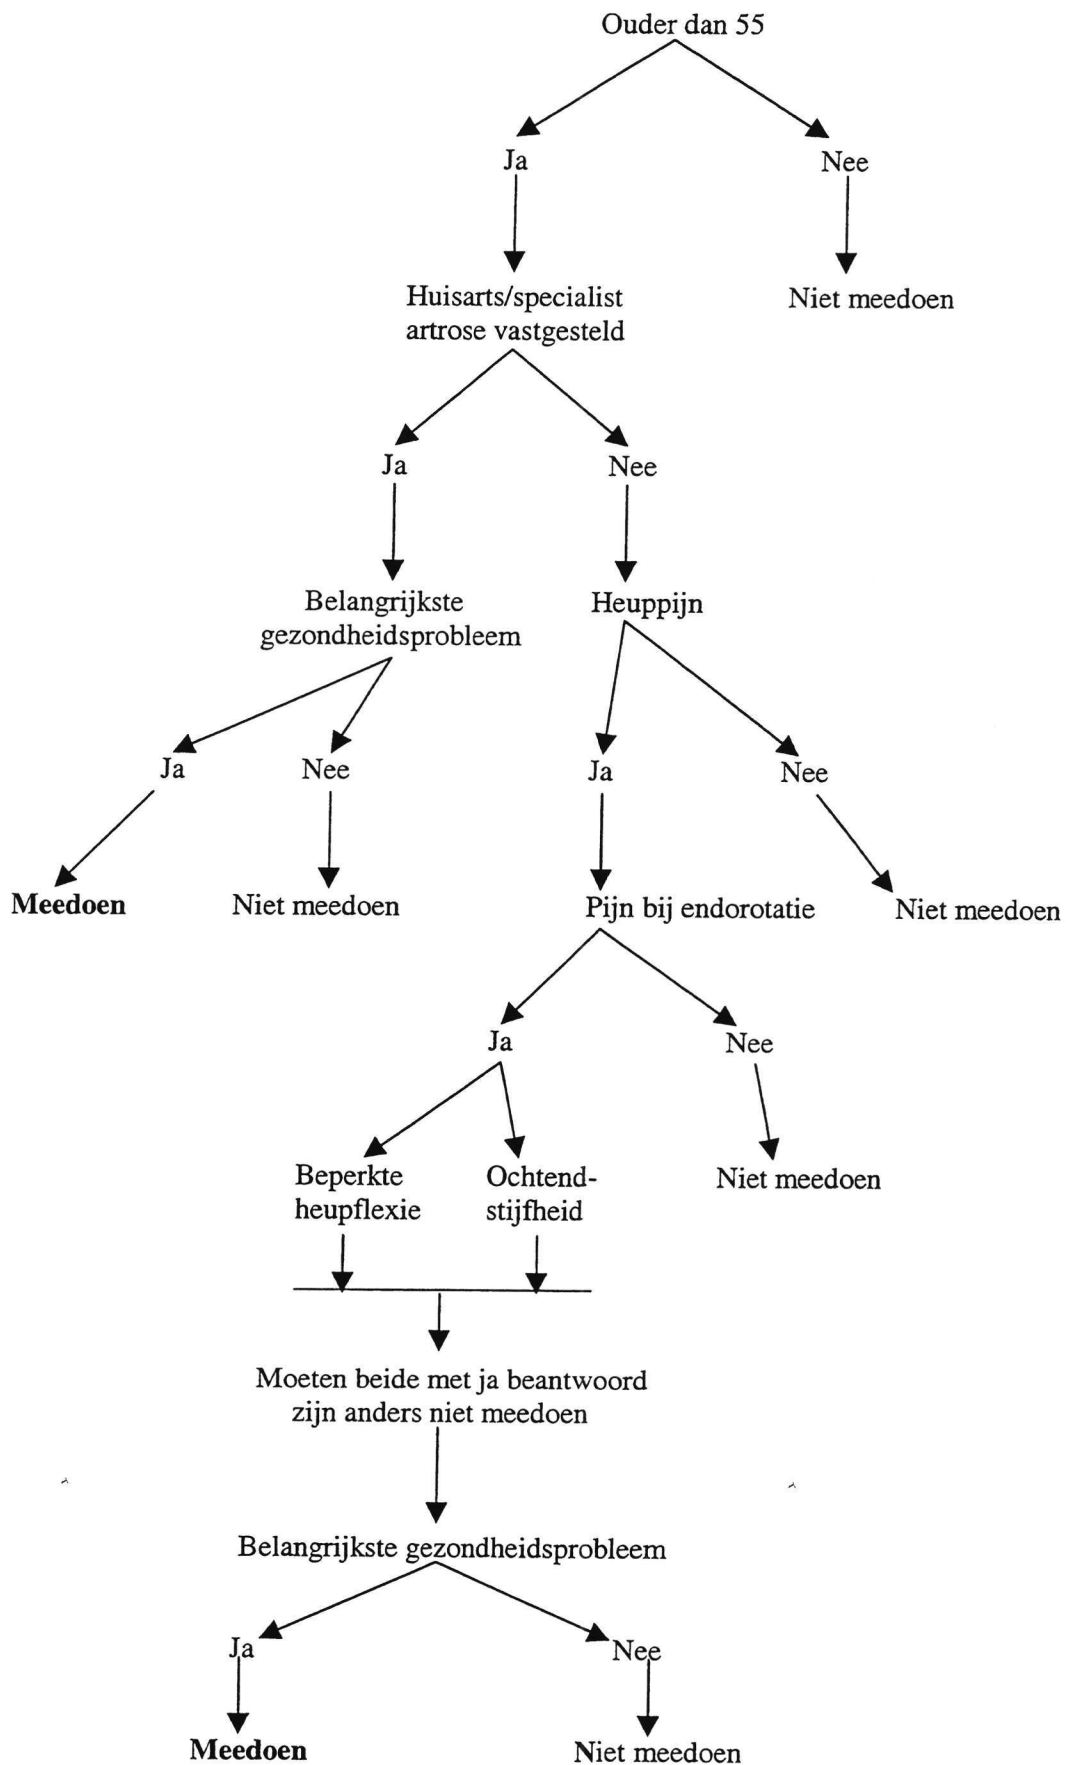 Ouder dan 55
Ja
Nee
Huisarts/specialist
artrose vastgesteld
Niet meedoen
Ja
Nee
Belangrijkste
gezondheidsprobleem
Heuppijn
Ja
Nee
Ja
Nee
Meedoen
Niet meedoen
Pijn bij endorotatie
Niet meedoen
Ja
Nee
Beperkte
heupflexie
Ochtend-
stijfheid
Niet meedoen
Moeten beide met ja beantwoord
zijn anders niet meedoen
Belangrijkste gezondheidsprobleem
Ja
Nee
Meedoen
Niet meedoen